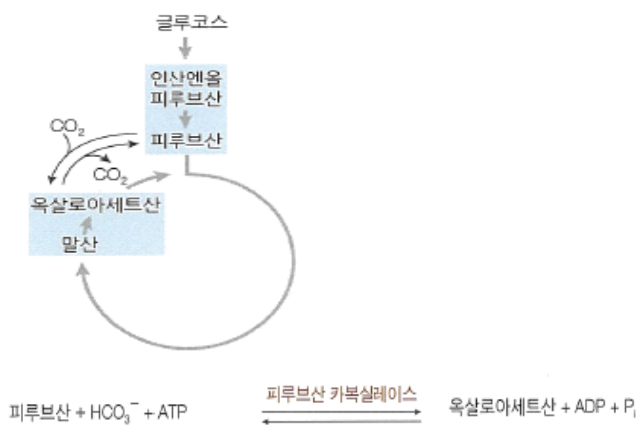 글루코스
인산엔올
피루브산
피루브산
CO₂
CO₂
옥살로아세트산
말산
피루브산 카복실레이스
피루브산 + HCO₃⁻ + ATP 옥살로아세트산 + ADP + Pᵢ